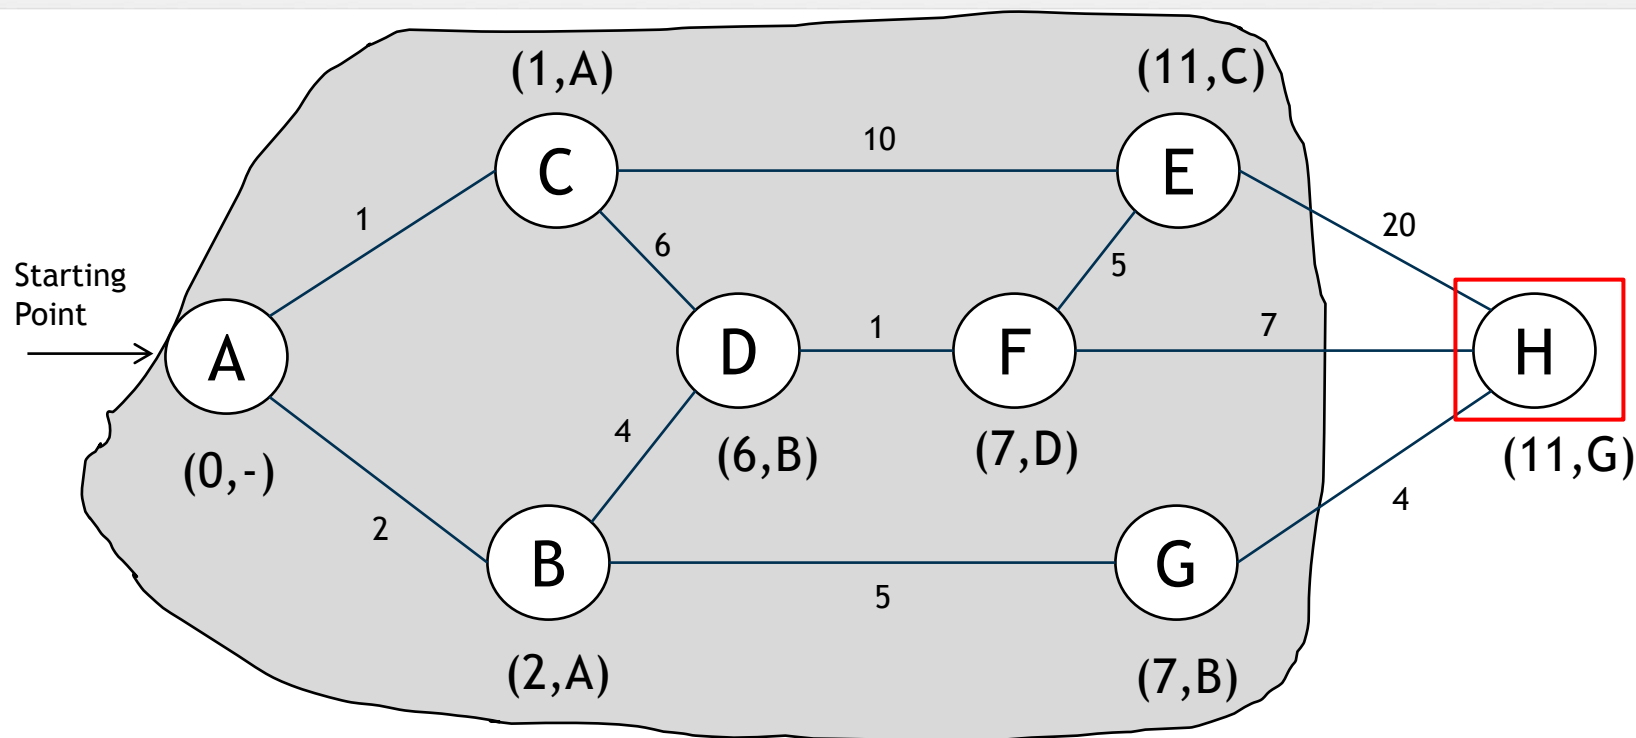 (1,A)
(11,C)
10
C
E
1
6
20
5
Starting
Point
A
D
1
F
7
H
4
(0,-)
(6,B)
(7,D)
(11,G)
2
4
B
G
5
(2,A)
(7,B)